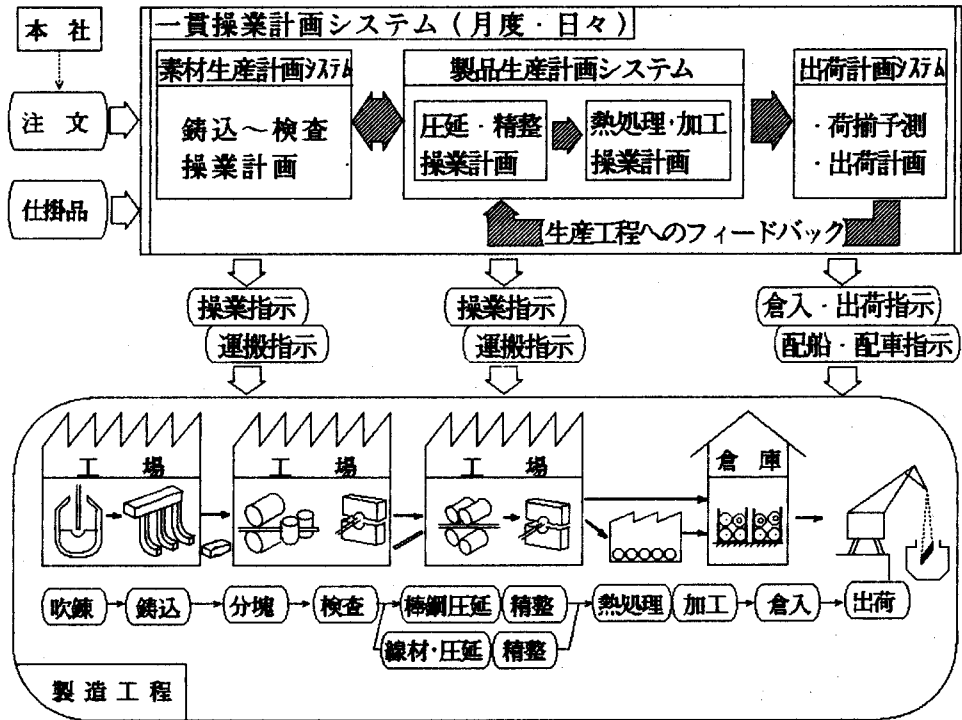 本社
一貫操業計画システム(月度・日々)
素材生産計画システム
製品生産計画システム
出荷計画システム
注文
鋳込～検査
操業計画
圧延・精整
操業計画
熱処理・加工
操業計画
・荷揃予測
・出荷計画
仕掛品
生産工程へのフィードバック
操業指示
運搬指示
操業指示
運搬指示
倉入・出荷指示
配船・配車指示
工場
工場
工場
倉庫
吹錬
鋳込
分塊
検査
棒鋼圧延
精整
熱処理
加工
倉入
出荷
線材・圧延
精整
製造工程